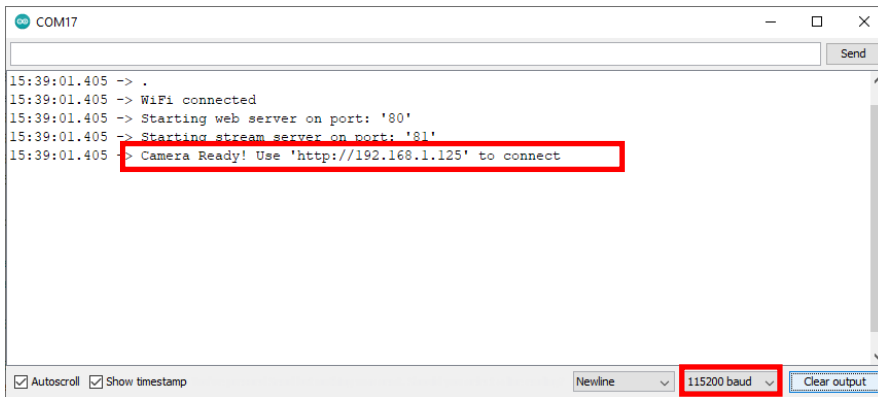 COM17
Send
15:39:01.405 -> .
15:39:01.405 -> WiFi connected
15:39:01.405 -> Starting web server on port: '80'
15:39:01.405 -> Starting stream server on port: '81'
15:39:01.405 -> Camera Ready! Use 'http://192.168.1.125' to connect
Autoscroll Show timestamp Newline 115200 baud Clear output